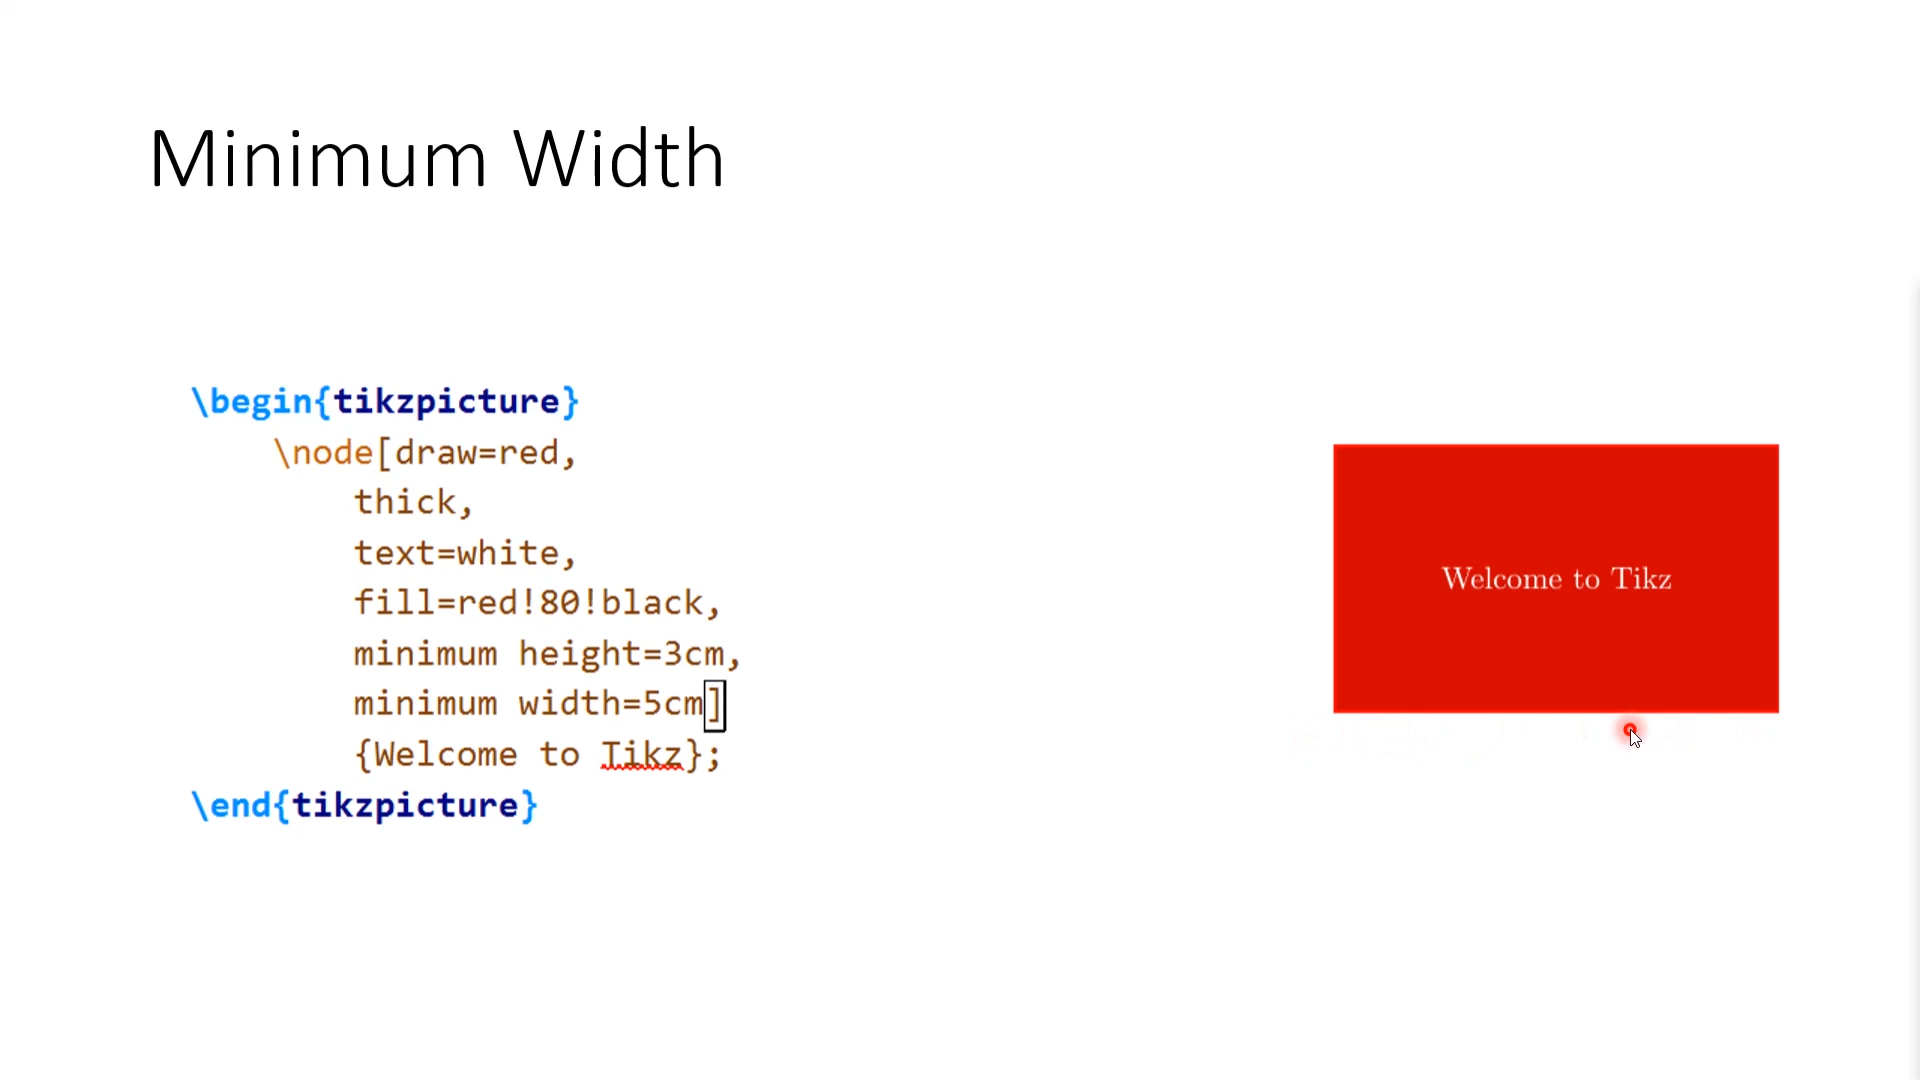 Minimum Width
\begin{tikzpicture}
\node[draw=red,
thick,
text=white,
fill=red!80!black,
minimum height=3cm,
minimum width=5cm]
{Welcome to Tikz};
\end{tikzpicture}
Welcome to Tikz